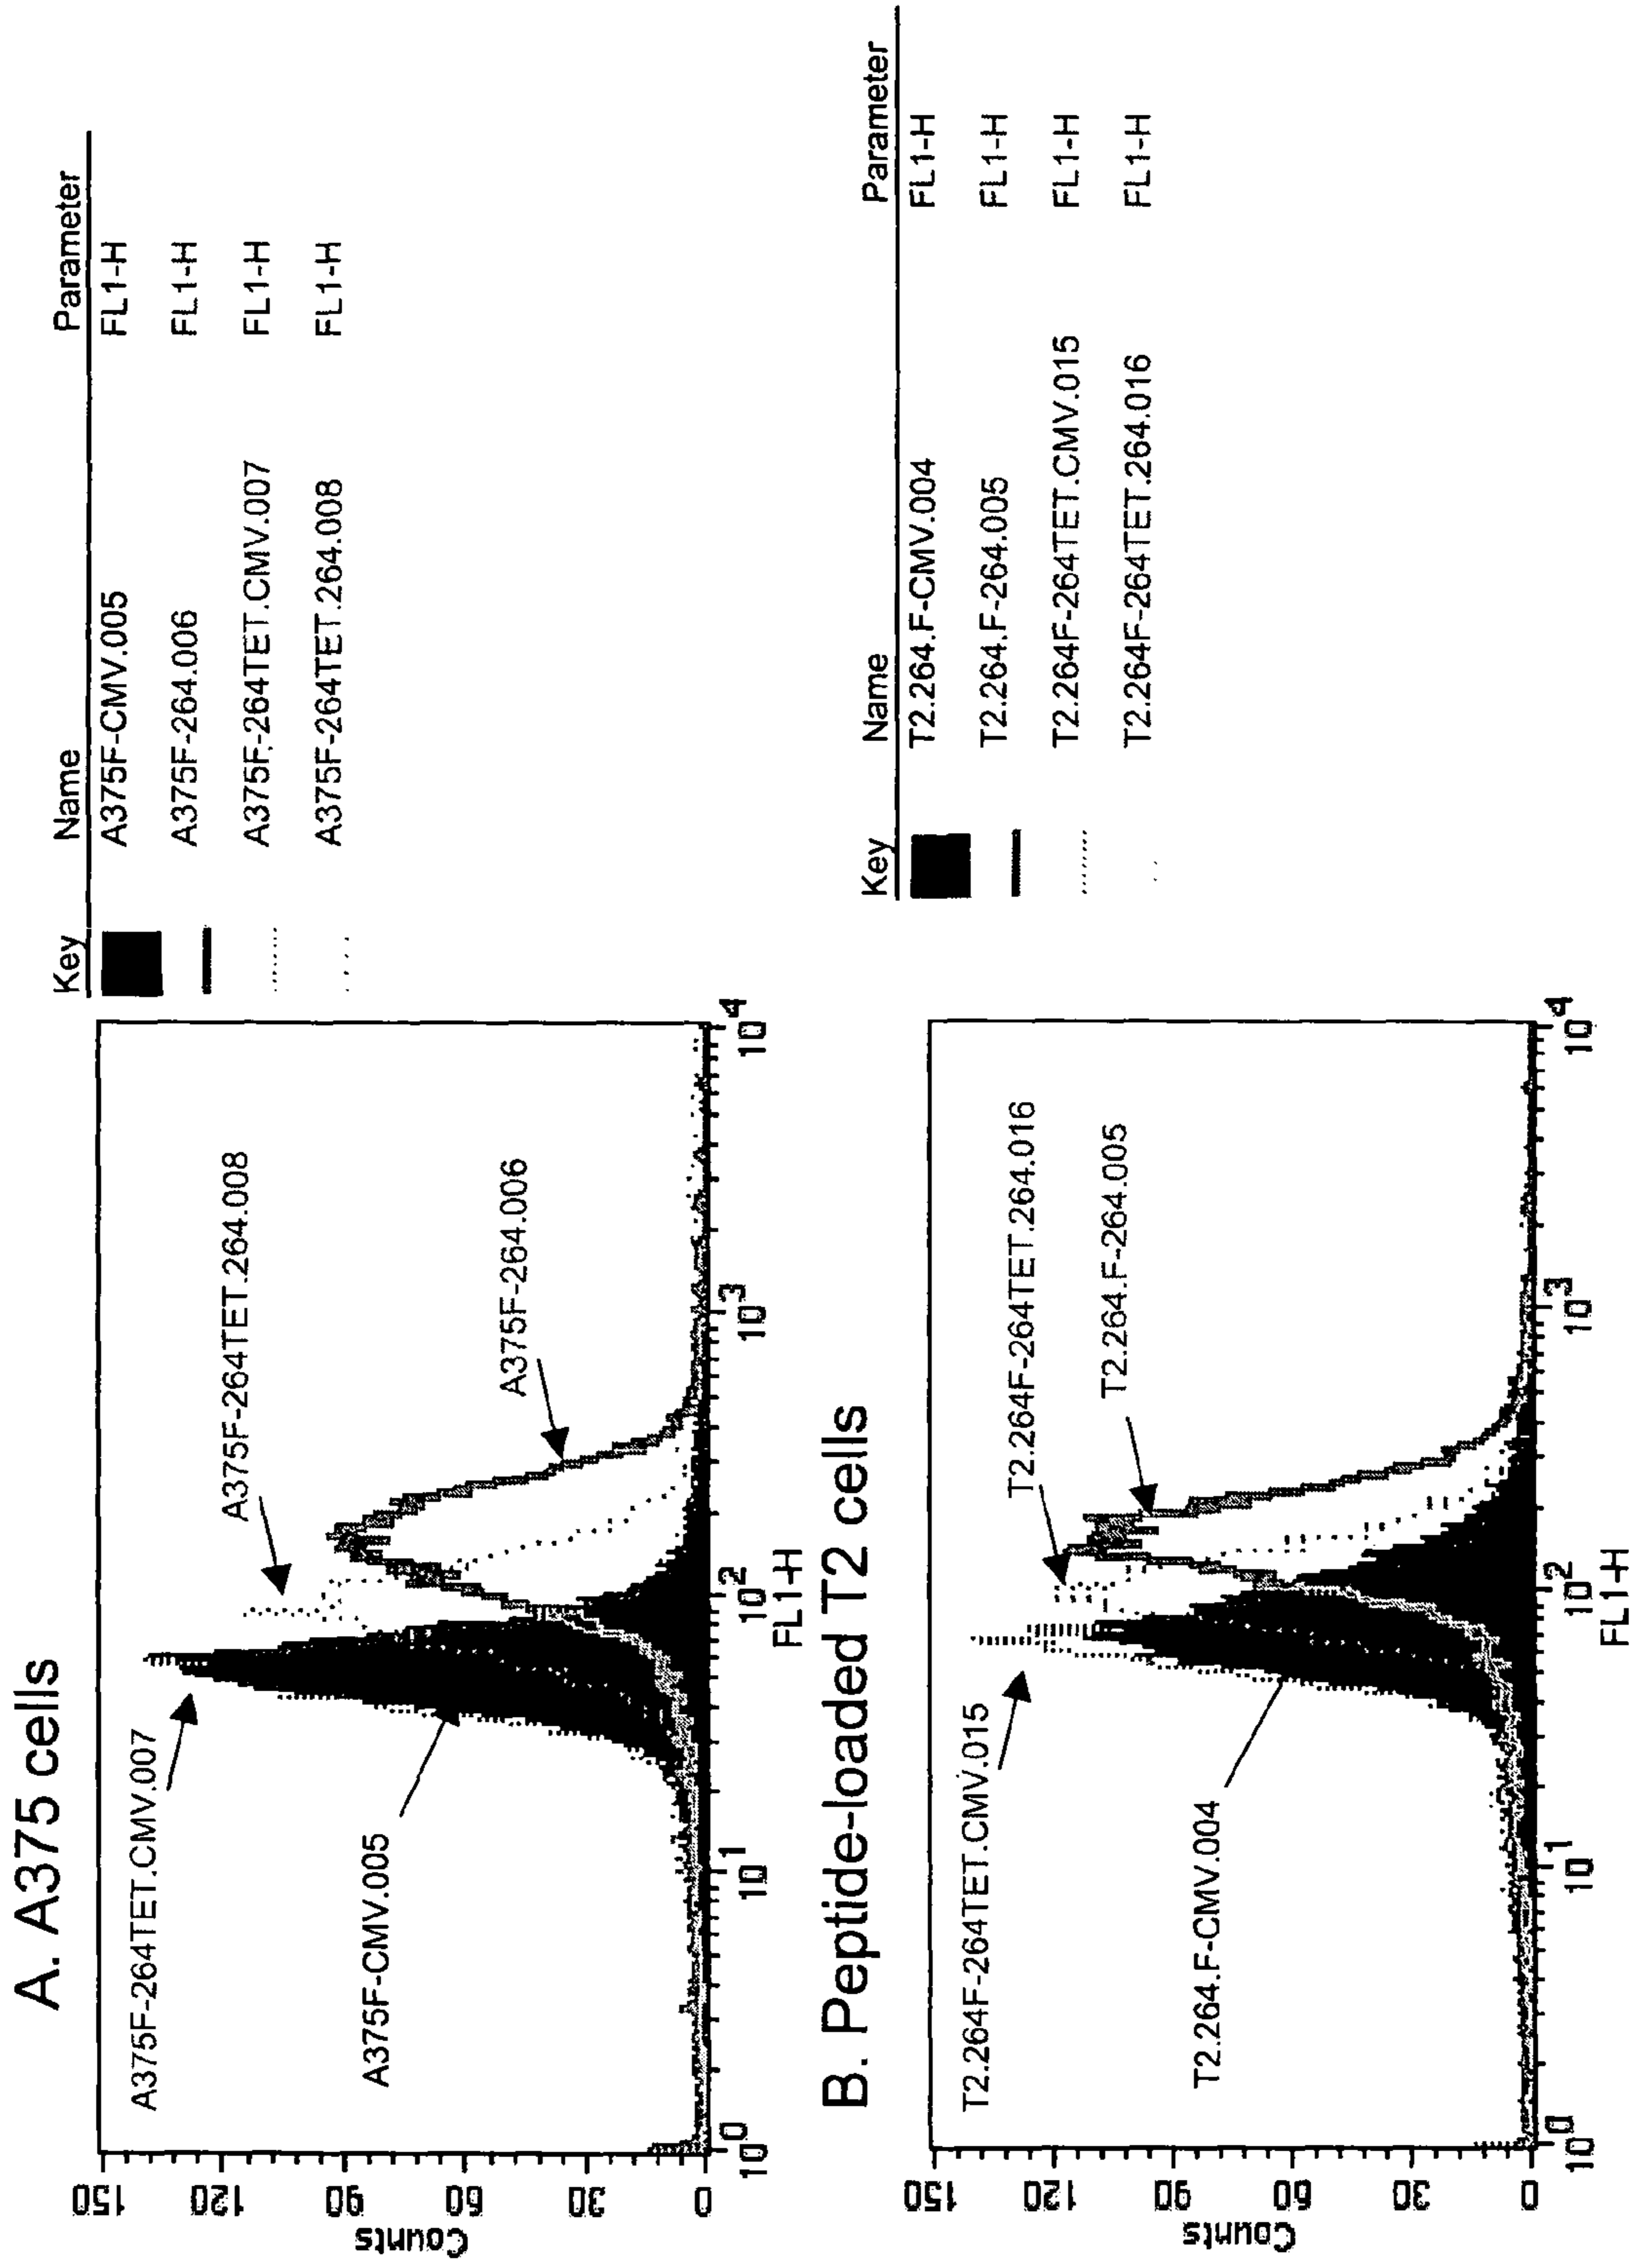 A. A375 cells
A375F-264TET.CMV.007
A375F-264TET.264.008
A375F-CMV.005
A375F-264.006
Counts
150
120
90
60
30
0
10^0
10^1
10^2
10^3
10^4
FL1-H
Key Name Parameter
A375F-CMV.005 FL1-H
A375F-264.006 FL1-H
A375F-264TET.CMV.007 FL1-H
A375F-264TET.264.008 FL1-H
B. Peptide-loaded T2 cells
T2.264F-264TET.CMV.015
T2.264F-264TET.264.016
T2.264.F-264.005
T2.264.F-CMV.004
Counts
150
120
90
60
30
0
10^0
10^1
10^2
10^3
10^4
FL1-H
Key Name Parameter
T2.264.F-CMV.004 FL1-H
T2.264.F-264.005 FL1-H
T2.264F-264TET.CMV.015 FL1-H
T2.264F-264TET.264.016 FL1-H